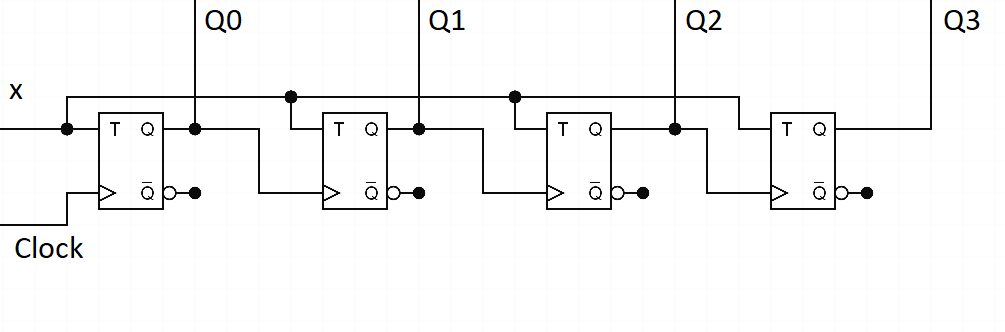 Q0 Q1 Q2 Q3
x
T Q T Q T Q T Q
Q̅ Q̅ Q̅ Q̅
Clock